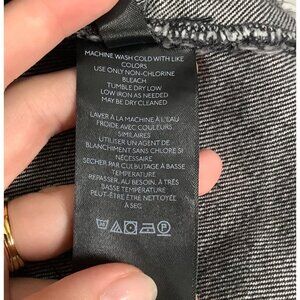 MACHINE WASH COLD WITH LIKE
COLORS
USE ONLY NON-CHLORINE
BLEACH
TUMBLE DRY LOW
LOW IRON AS NEEDED
MAY BE DRY CLEANED
LAVER À LA MACHINE À L'EAU
FROIDE AVEC COULEURS
SIMILAIRES
UTILISER UN AGENT DE
BLANCHIMENT SANS CHLORE SI
NÉCESSAIRE
SÉCHER PAR CULBUTAGE À BASSE
TEMPÉRATURE
REPASSER, AU BESOIN, À TRÈS
BASSE TEMPÉRATURE
PEUT-ÊTRE ÊTRE NETTOYÉE
À SEC